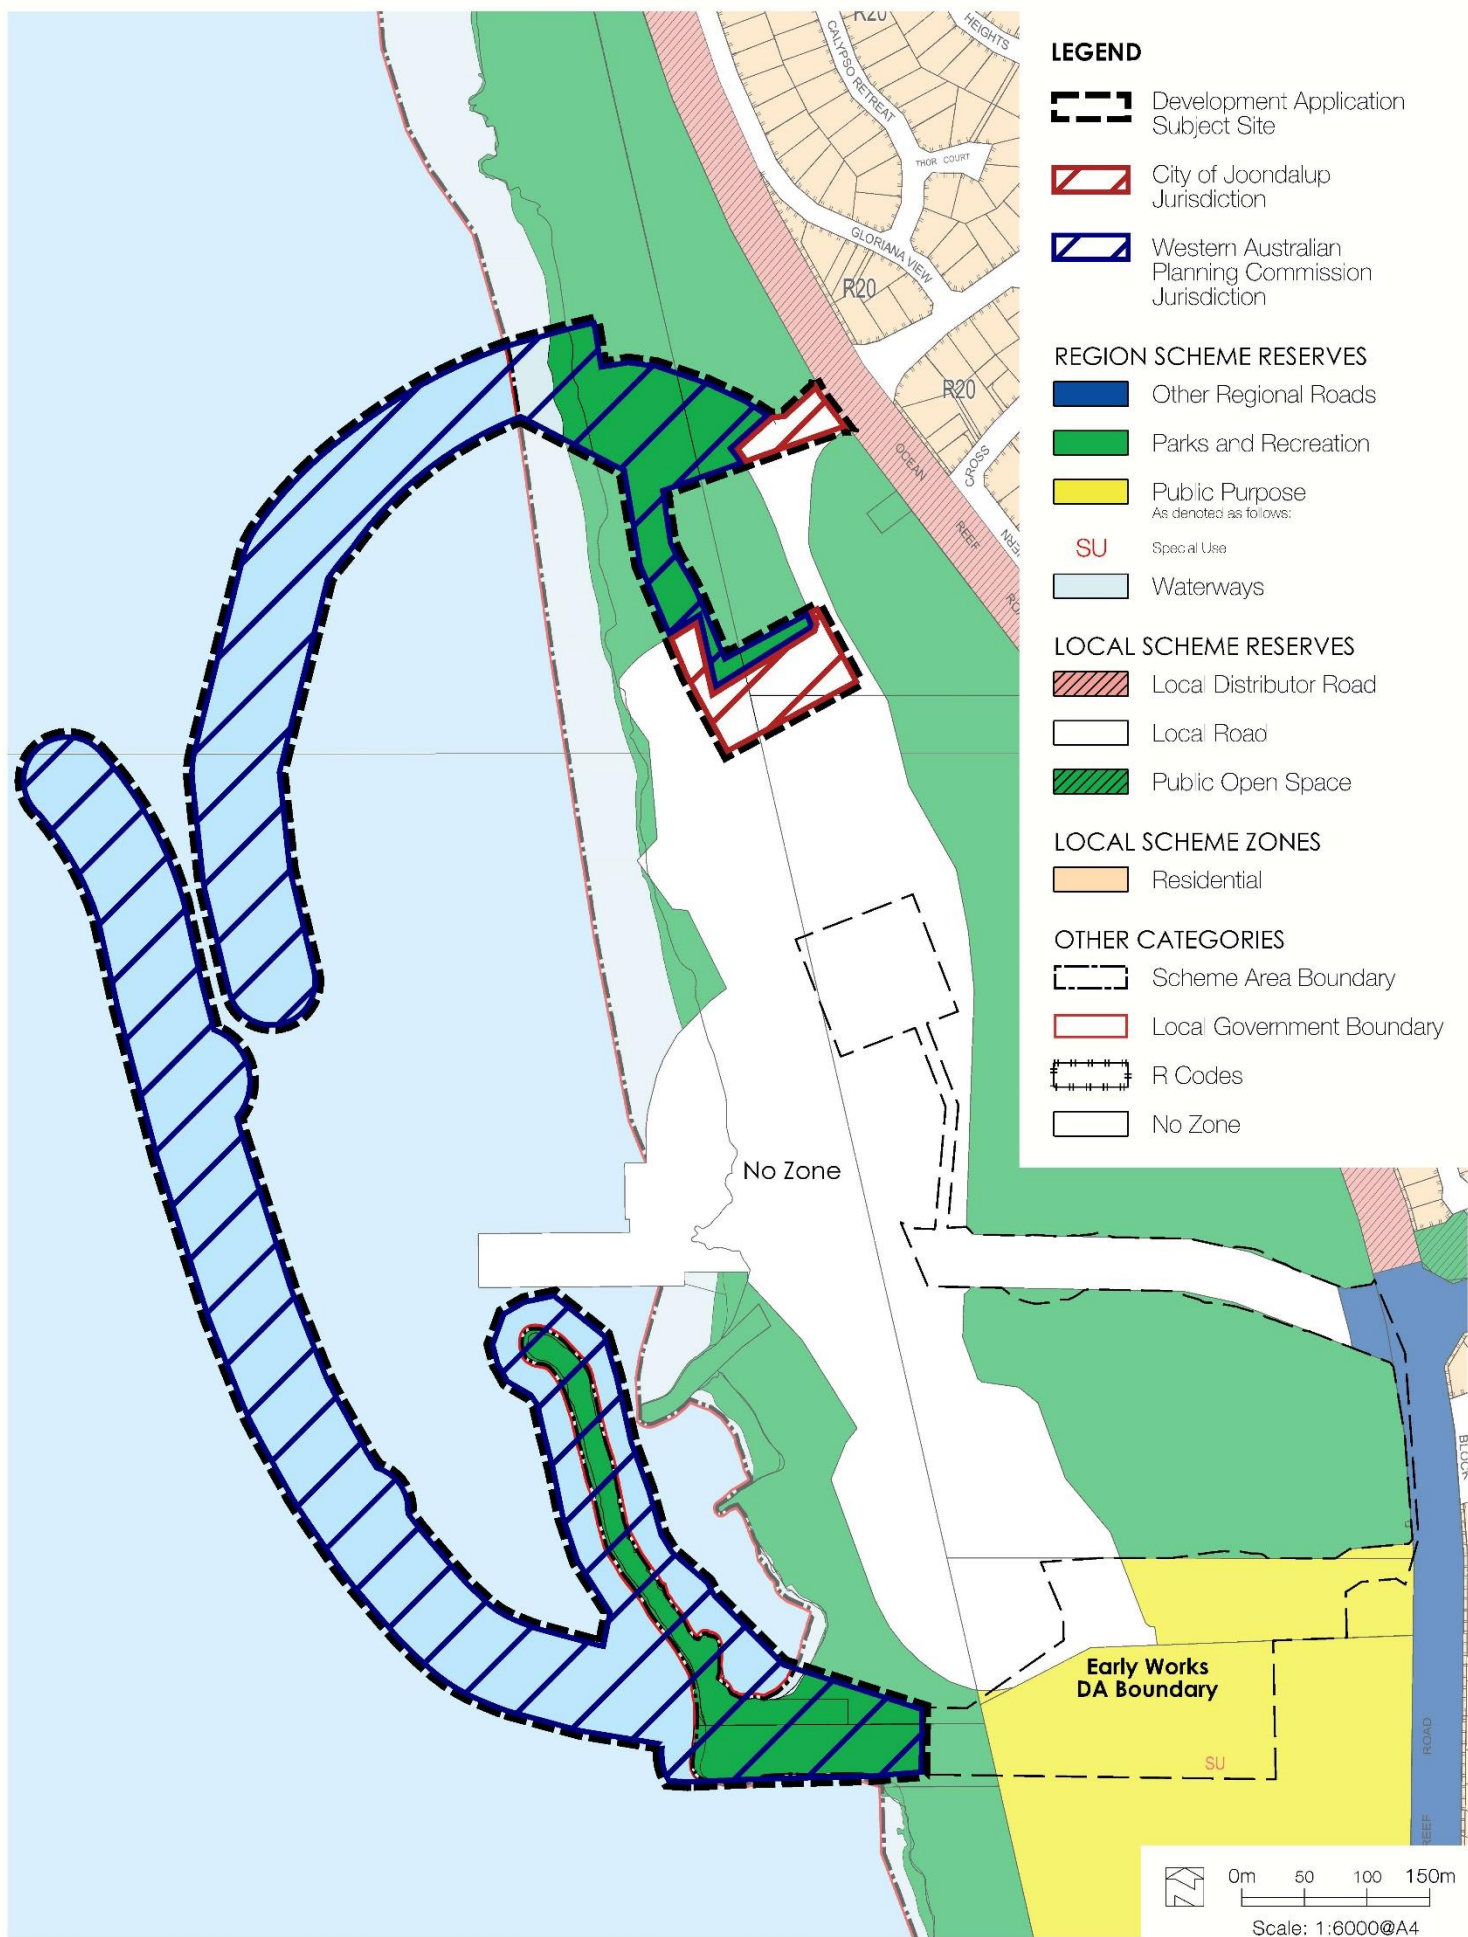 R20
HEIGHTS
CALYPSO RETREAT
THOR COURT
GLORIANA VIEW
R20
R20
CROSS
OCEAN
REEF
No Zone
Early Works
DA Boundary
SU
BLOCK
ROAD
REEF
LEGEND
Development Application
Subject Site
City of Joondalup
Jurisdiction
Western Australian
Planning Commission
Jurisdiction
REGION SCHEME RESERVES
Other Regional Roads
Parks and Recreation
Public Purpose
As denoted as follows:
SU
Special Use
Waterways
LOCAL SCHEME RESERVES
Local Distributor Road
Local Road
Public Open Space
LOCAL SCHEME ZONES
Residential
OTHER CATEGORIES
Scheme Area Boundary
Local Government Boundary
R Codes
No Zone
0m 50 100 150m
Scale: 1:6000@A4